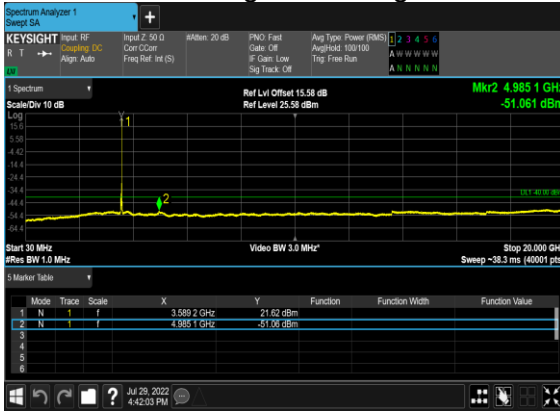 Spectrum Analyzer 1
Swept SA
+
KEYSIGHT Input: RF Input Z: 50 Ω #Atten: 20 dB PNO: Fast Avg Type: Power (RMS) 1 2 3 4 5 6
R T Coupling: DC Corr CCorr Gate: Off Avg|Hold: 100/100 A W W W W W
Align: Auto Freq Ref: Int (S) IF Gain: Low Trig: Free Run
Sig Track: Off A N N N N N
1 Spectrum Ref Lvl Offset 15.58 dB Mkr2 4.985 1 GHz
Scale/Div 10 dB Ref Level 25.58 dBm -51.061 dBm
Log
15.6
5.58
-4.42
-14.4
-24.4
-34.4
-44.4
-54.4
-64.4
1
2
DL1 -40.00 dB
Start 30 MHz Video BW 3.0 MHz* Stop 20.000 GH
#Res BW 1.0 MHz Sweep ~38.3 ms (40001 pts
5 Marker Table
Mode Trace Scale X Y Function Function Width Function Value
1 N 1 f 3.589 2 GHz 21.62 dBm
2 N 1 f 4.985 1 GHz -51.06 dBm
3
4
5
6
? Jul 29, 2022
4:42:03 PM